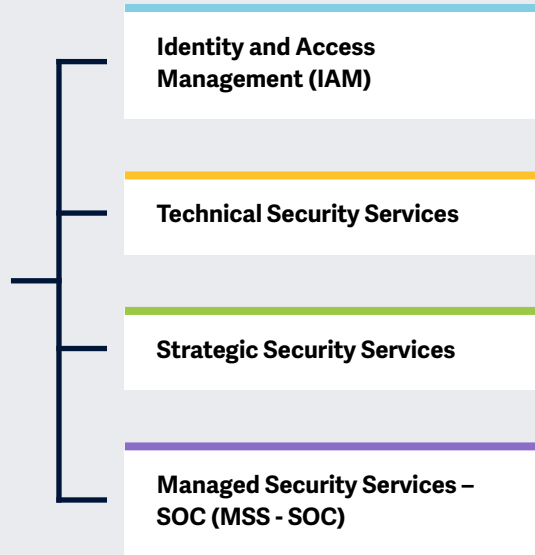 Identity and Access
Management (IAM)
Technical Security Services
Strategic Security Services
Managed Security Services –
SOC (MSS - SOC)